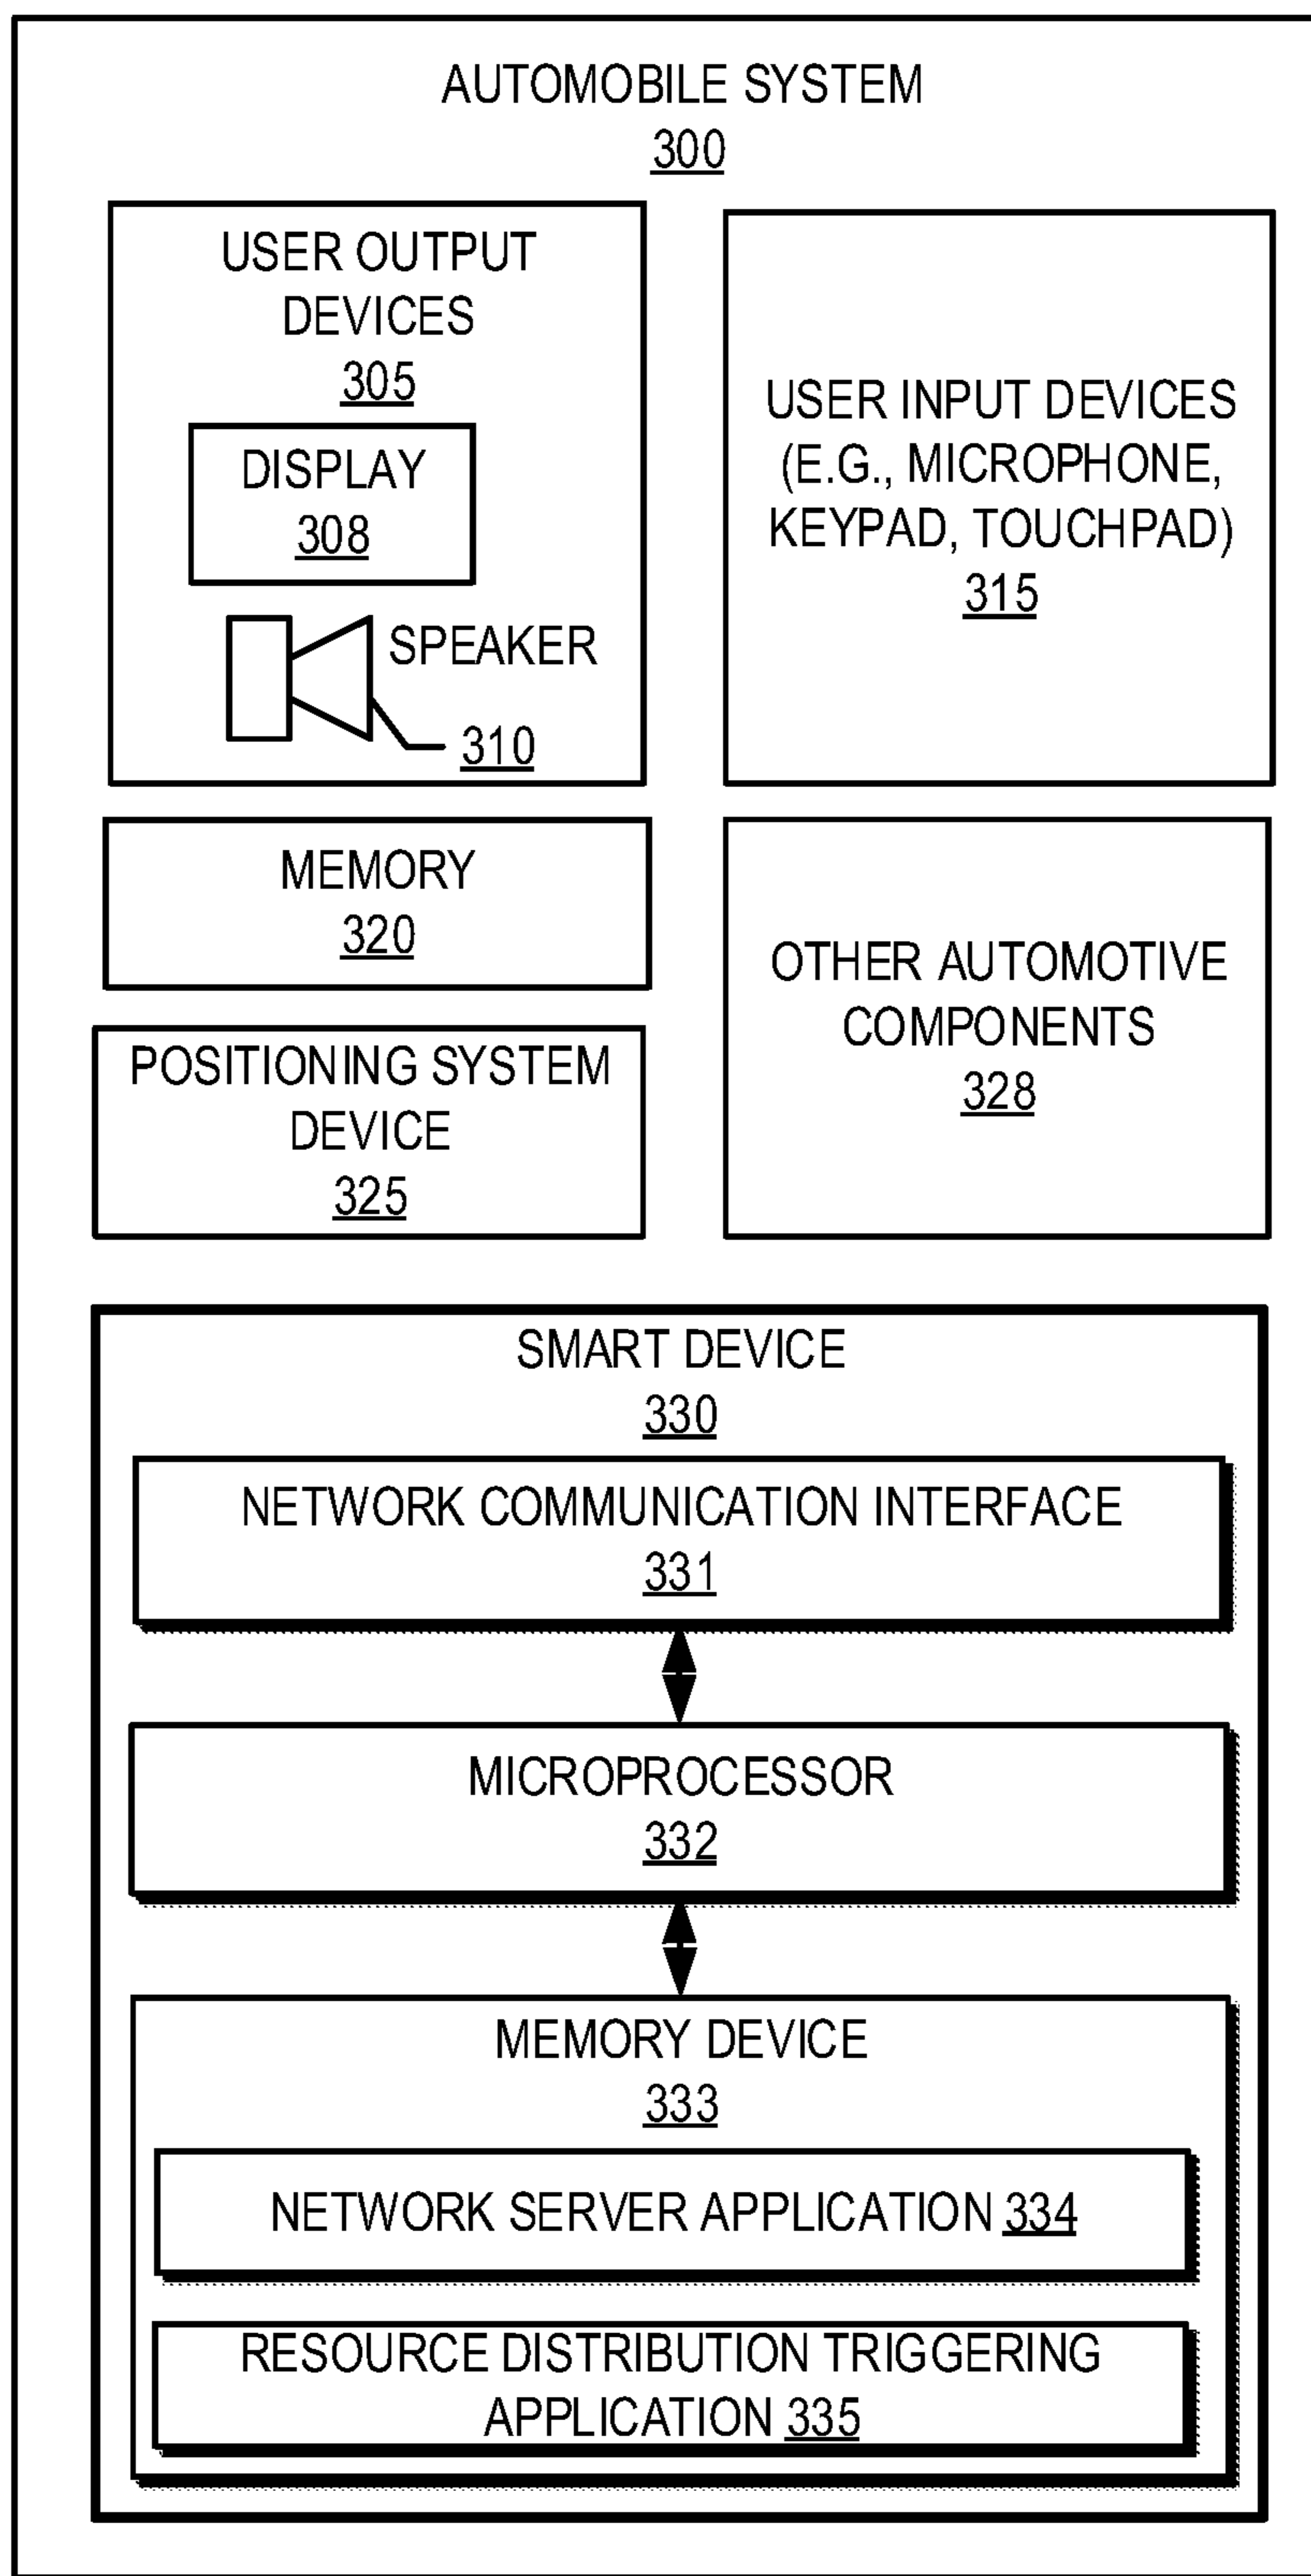 AUTOMOBILE SYSTEM
300
USER OUTPUT
DEVICES
305
DISPLAY
308
SPEAKER
310
USER INPUT DEVICES
(E.G., MICROPHONE,
KEYPAD, TOUCHPAD)
315
MEMORY
320
OTHER AUTOMOTIVE
COMPONENTS
328
POSITIONING SYSTEM
DEVICE
325
SMART DEVICE
330
NETWORK COMMUNICATION INTERFACE
331
MICROPROCESSOR
332
MEMORY DEVICE
333
NETWORK SERVER APPLICATION 334
RESOURCE DISTRIBUTION TRIGGERING
APPLICATION 335